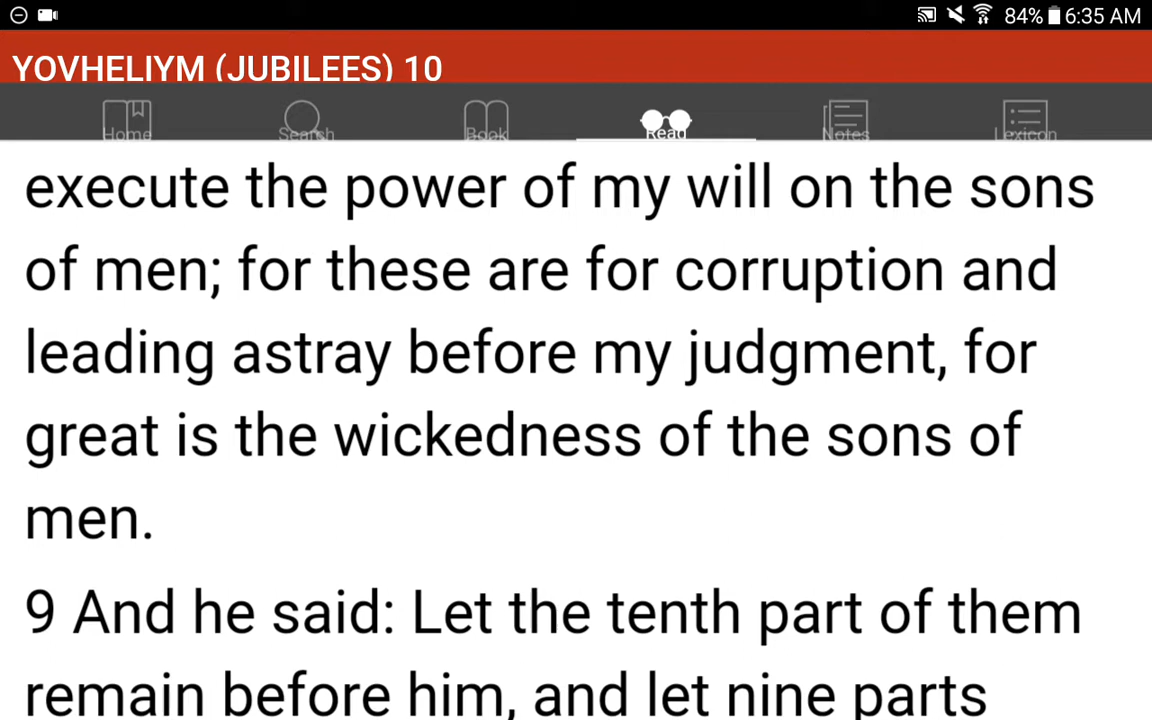 84% 6:35 AM
YOVHELIYM (JUBILEES) 10
Home Search Book Read Notes Lexicon
execute the power of my will on the sons
of men; for these are for corruption and
leading astray before my judgment, for
great is the wickedness of the sons of
men.
9 And he said: Let the tenth part of them
remain before him, and let nine parts